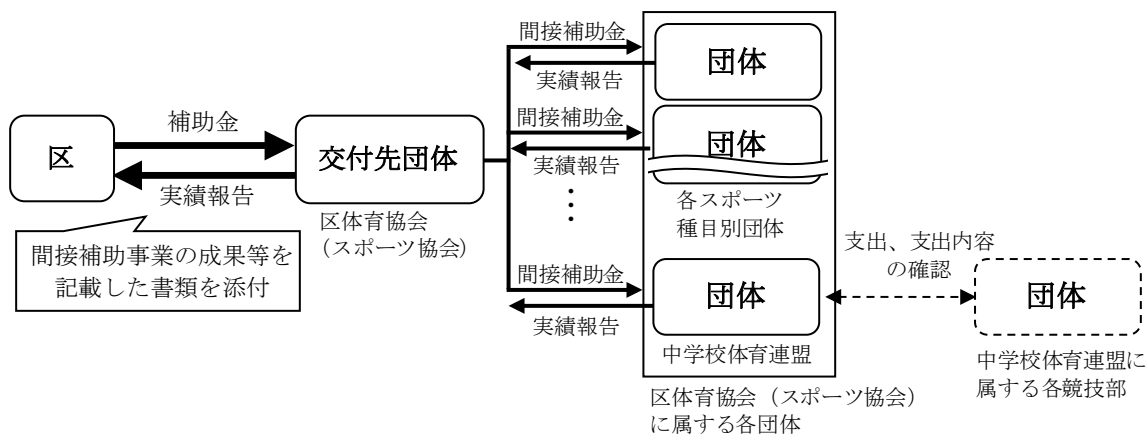 区
補助金
実績報告
間接補助事業の成果等を
記載した書類を添付
交付先団体
区体育協会
（スポーツ協会）
間接補助金
実績報告
間接補助金
実績報告
間接補助金
実績報告
団体
団体
各スポーツ
種目別団体
団体
中学校体育連盟
区体育協会（スポーツ協会）
に属する各団体
支出、支出内容
の確認
団体
中学校体育連盟に
属する各競技部